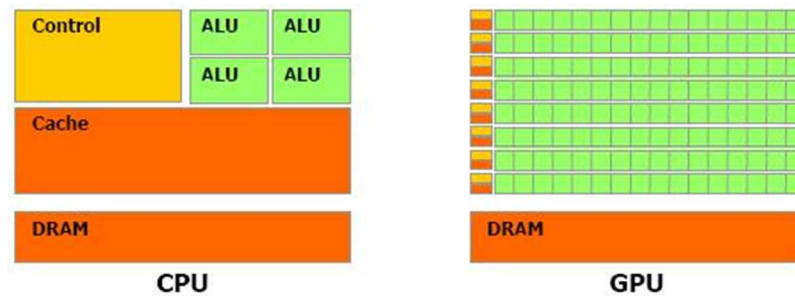 Control
ALU ALU
ALU ALU
Cache
DRAM
CPU
DRAM
GPU